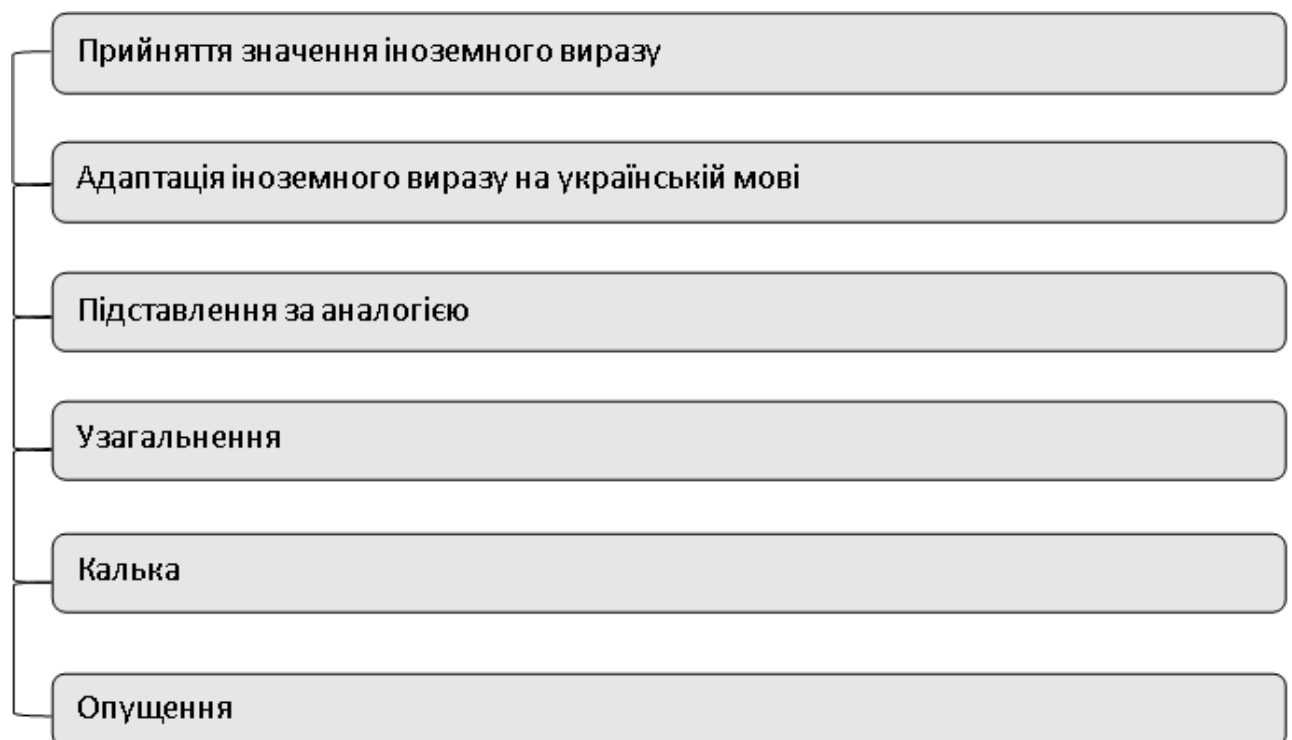 Прийняття значення іноземного виразу
Адаптація іноземного виразу на українській мові
Підставлення за аналогією
Узагальнення
Калька
Опущення